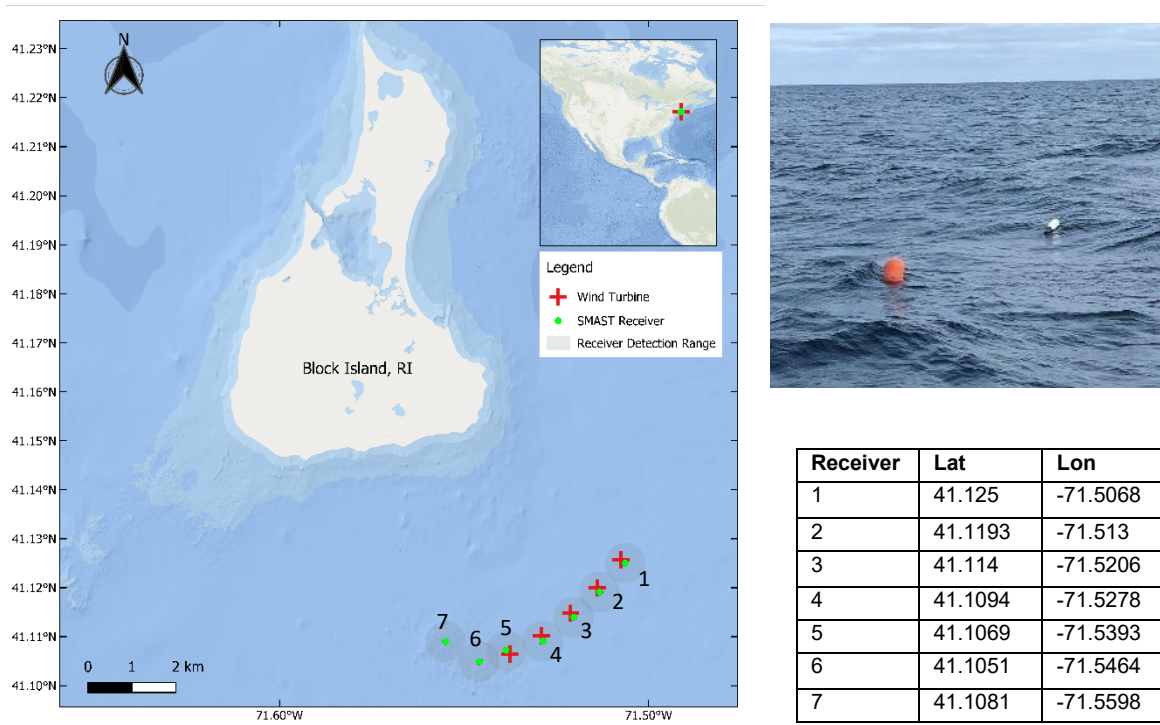 N
41.23°N
41.22°N
41.21°N
41.20°N
41.19°N
41.18°N
41.17°N
41.16°N
41.15°N
41.14°N
41.13°N
41.12°N
41.11°N
41.10°N
Legend
Wind Turbine
SMAST Receiver
Receiver Detection Range
Block Island, RI
1
2
3
4
5
6
7
0 1 2 km
71.60°W 71.50°W
Receiver Lat Lon
1 41.125 -71.5068
2 41.1193 -71.513
3 41.114 -71.5206
4 41.1094 -71.5278
5 41.1069 -71.5393
6 41.1051 -71.5464
7 41.1081 -71.5598